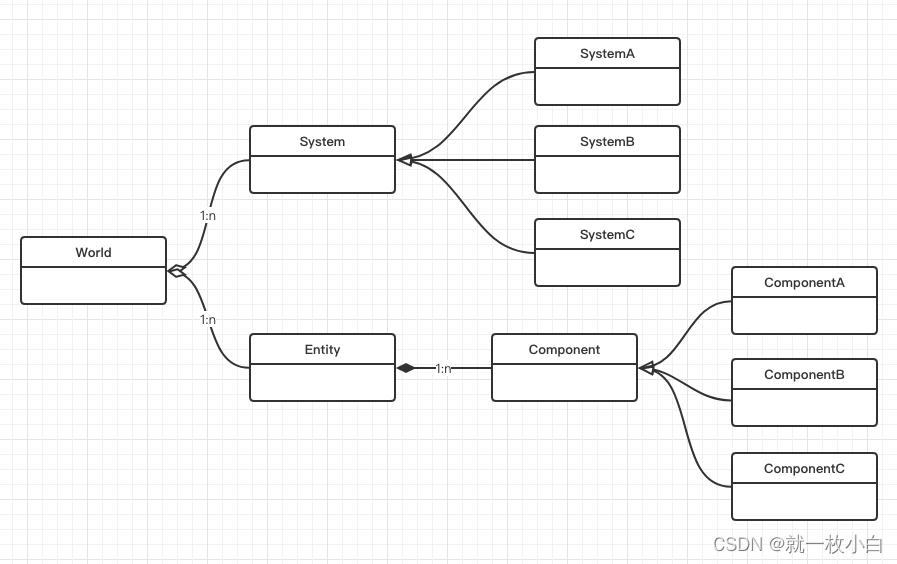 SystemA
System
SystemB
1:n
SystemC
World
ComponentA
1:n
Entity
Component
1:n
ComponentB
ComponentC
CSDN @就一枚小白